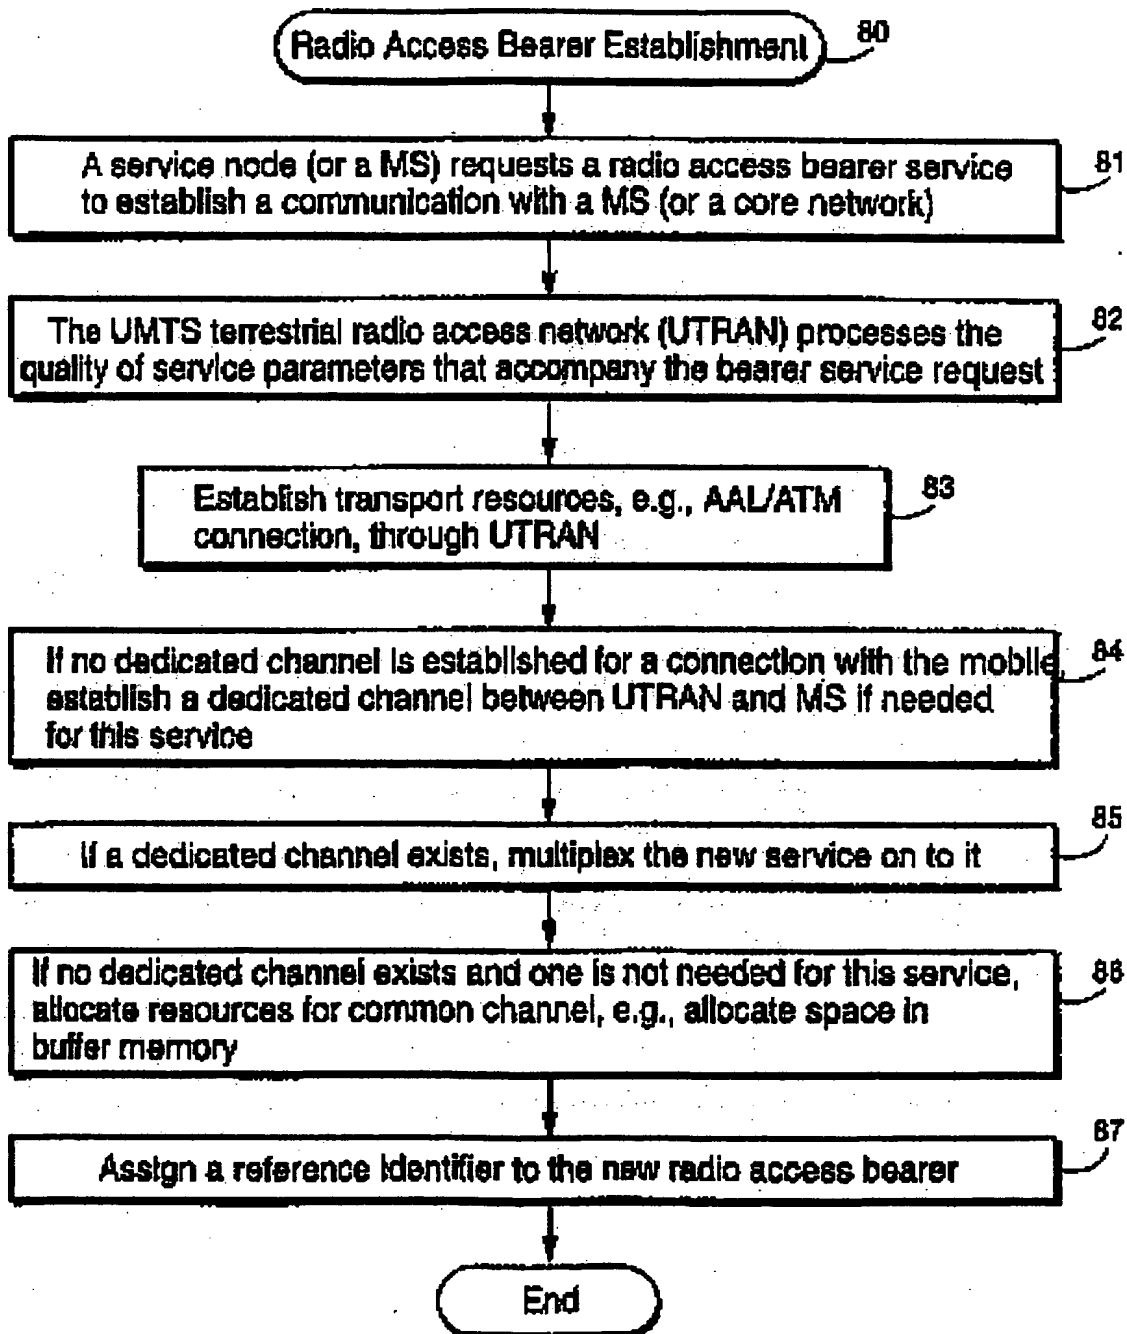 Radio Access Bearer Establishment
80
A service node (or a MS) requests a radio access bearer service
to establish a communication with a MS (or a core network)
81
The UMTS terrestrial radio access network (UTRAN) processes the
quality of service parameters that accompany the bearer service request
82
Establish transport resources, e.g., AAL/ATM
connection, through UTRAN
83
If no dedicated channel is established for a connection with the mobile,
establish a dedicated channel between UTRAN and MS if needed
for this service
84
If a dedicated channel exists, multiplex the new service on to it
85
If no dedicated channel exists and one is not needed for this service,
allocate resources for common channel, e.g., allocate space in
buffer memory
86
Assign a reference identifier to the new radio access bearer
87
End